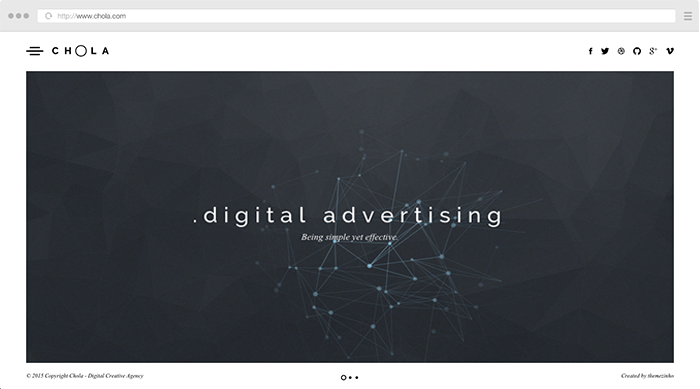 http://www.chola.com
CHOLA
.digital advertising
Being simple yet effective.
© 2015 Copyright Chola - Digital Creative Agency
Created by themezinho